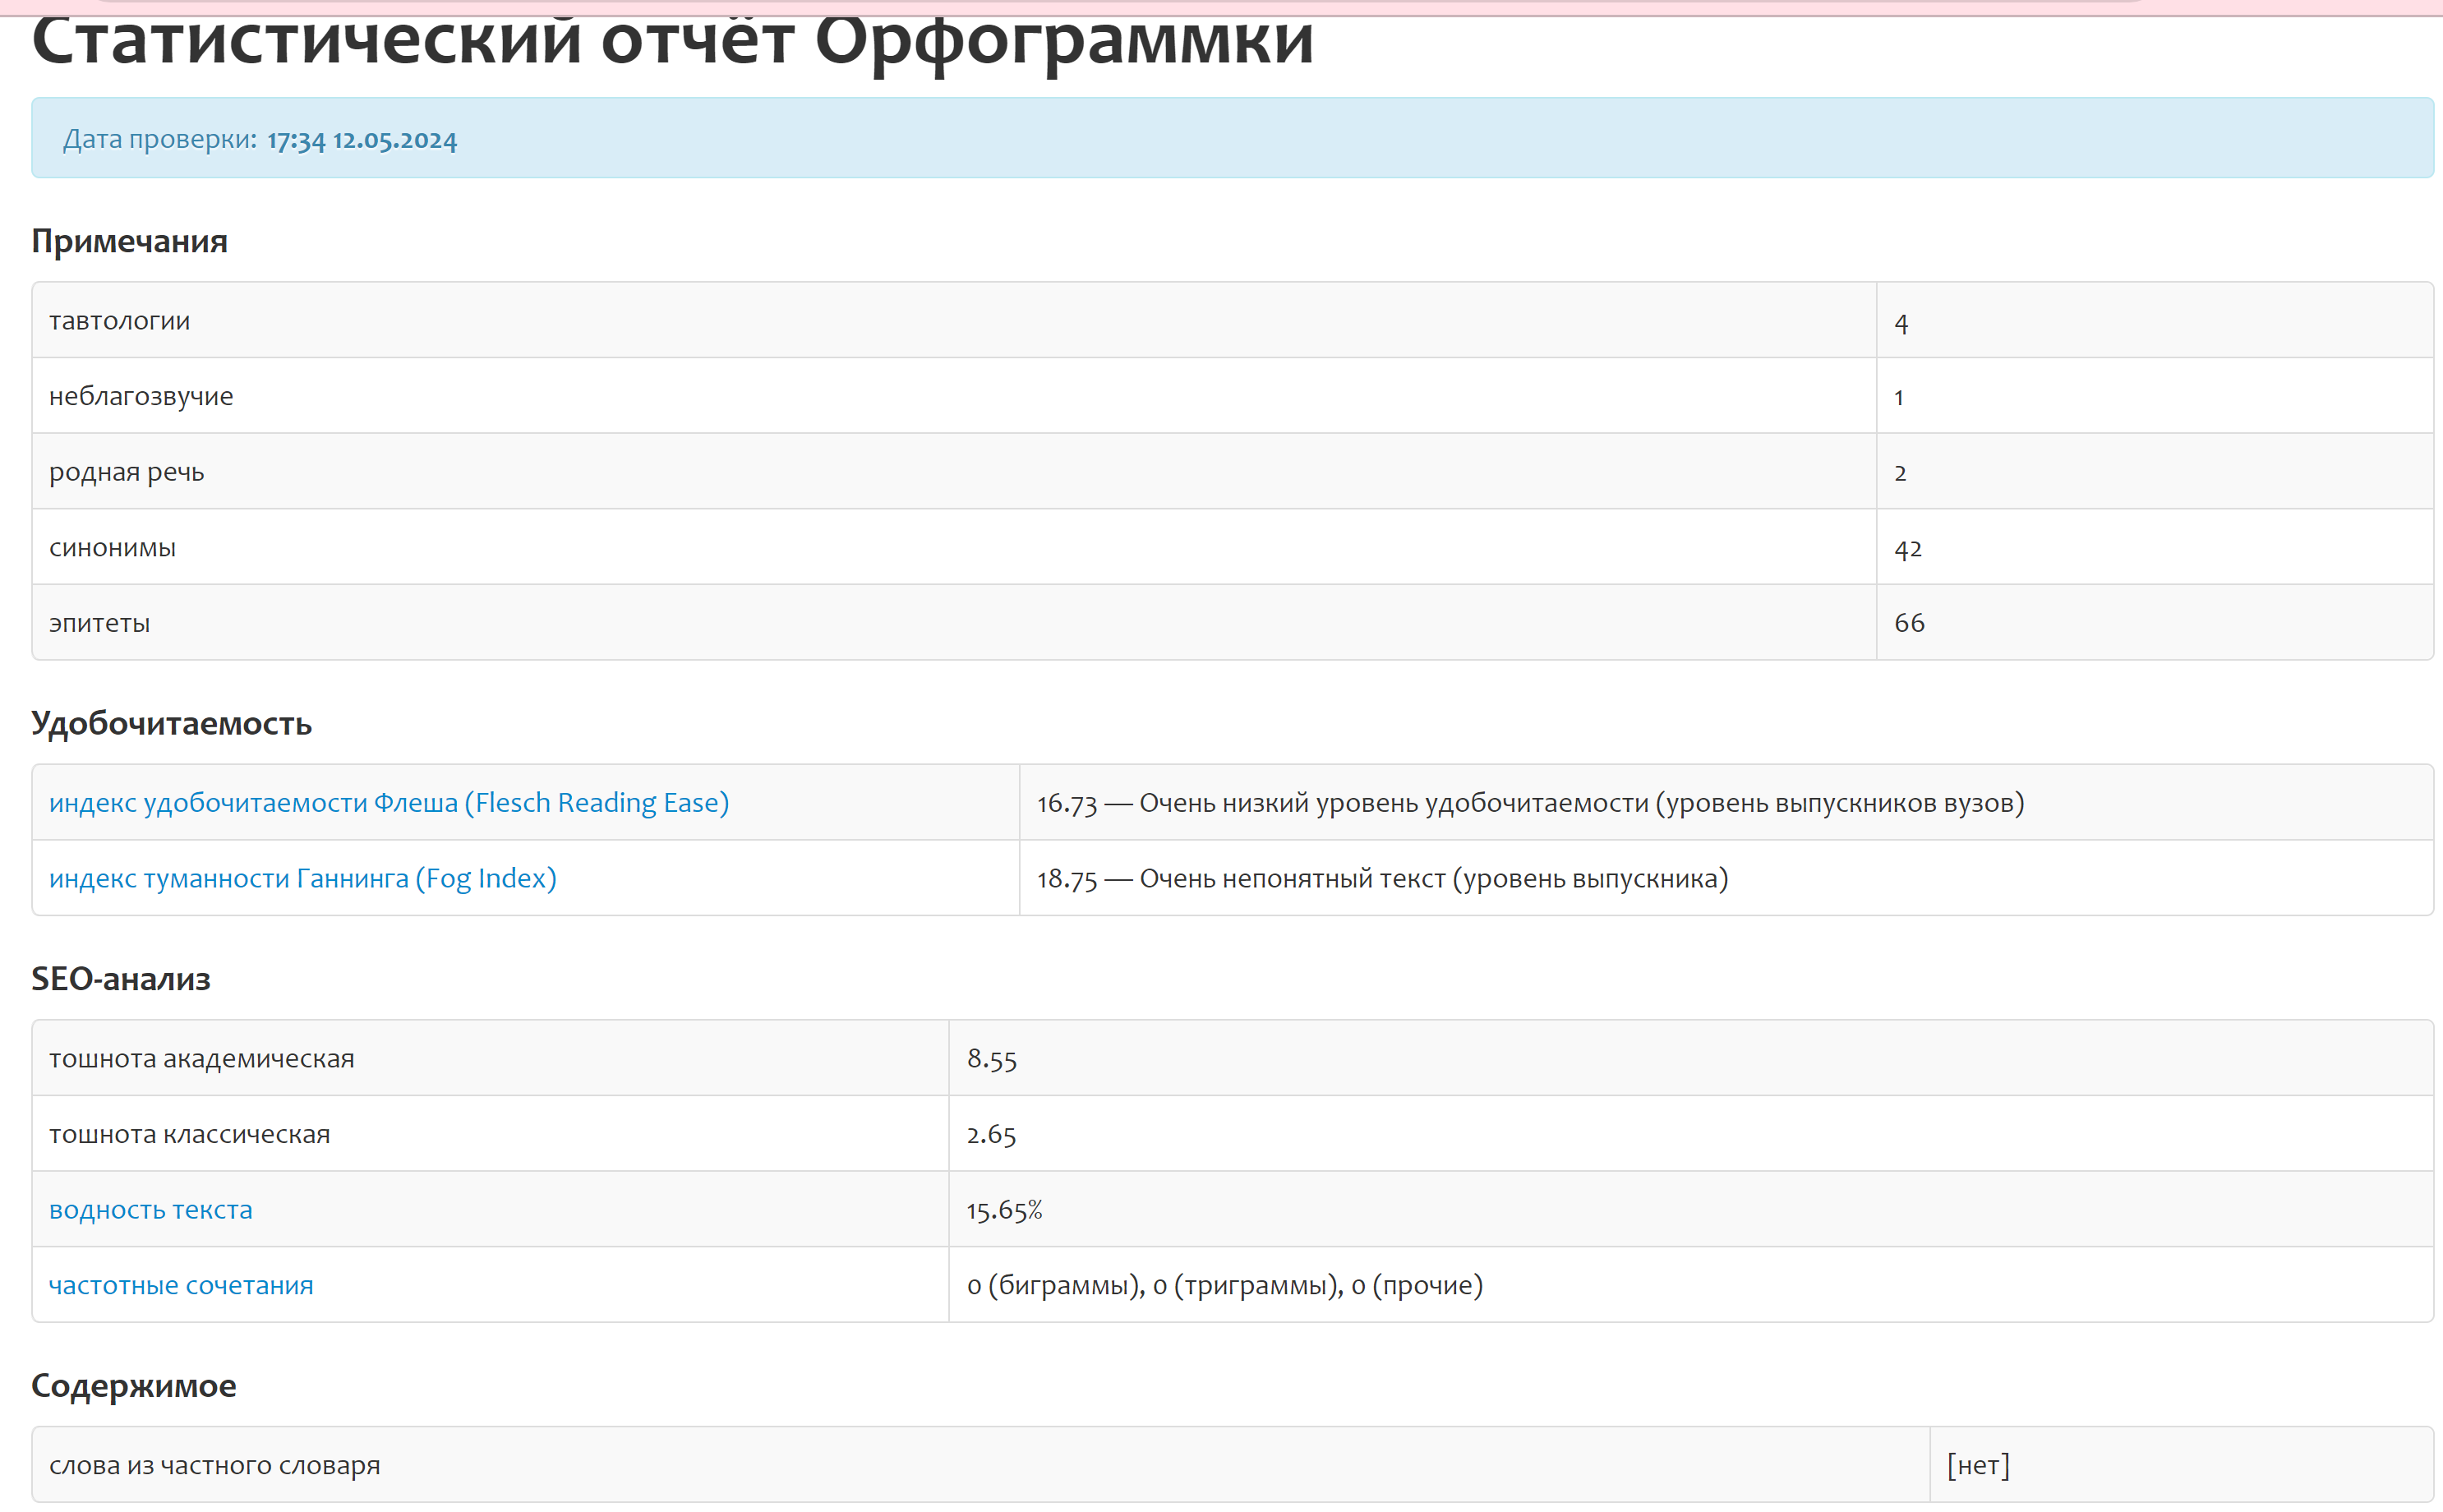 Статистический отчёт Орфограммки
Дата проверки: 17:34 12.05.2024
Примечания
тавтологии 4
неблагозвучие 1
родная речь 2
синонимы 42
эпитеты 66
Удобочитаемость
индекс удобочитаемости Флеша (Flesch Reading Ease) 16.73 — Очень низкий уровень удобочитаемости (уровень выпускников вузов)
индекс туманности Ганнинга (Fog Index) 18.75 — Очень непонятный текст (уровень выпускника)
SEO-анализ
тошнота академическая 8.55
тошнота классическая 2.65
водность текста 15.65%
частотные сочетания 0 (биграммы), 0 (триграммы), 0 (прочие)
Содержимое
слова из частного словаря [нет]